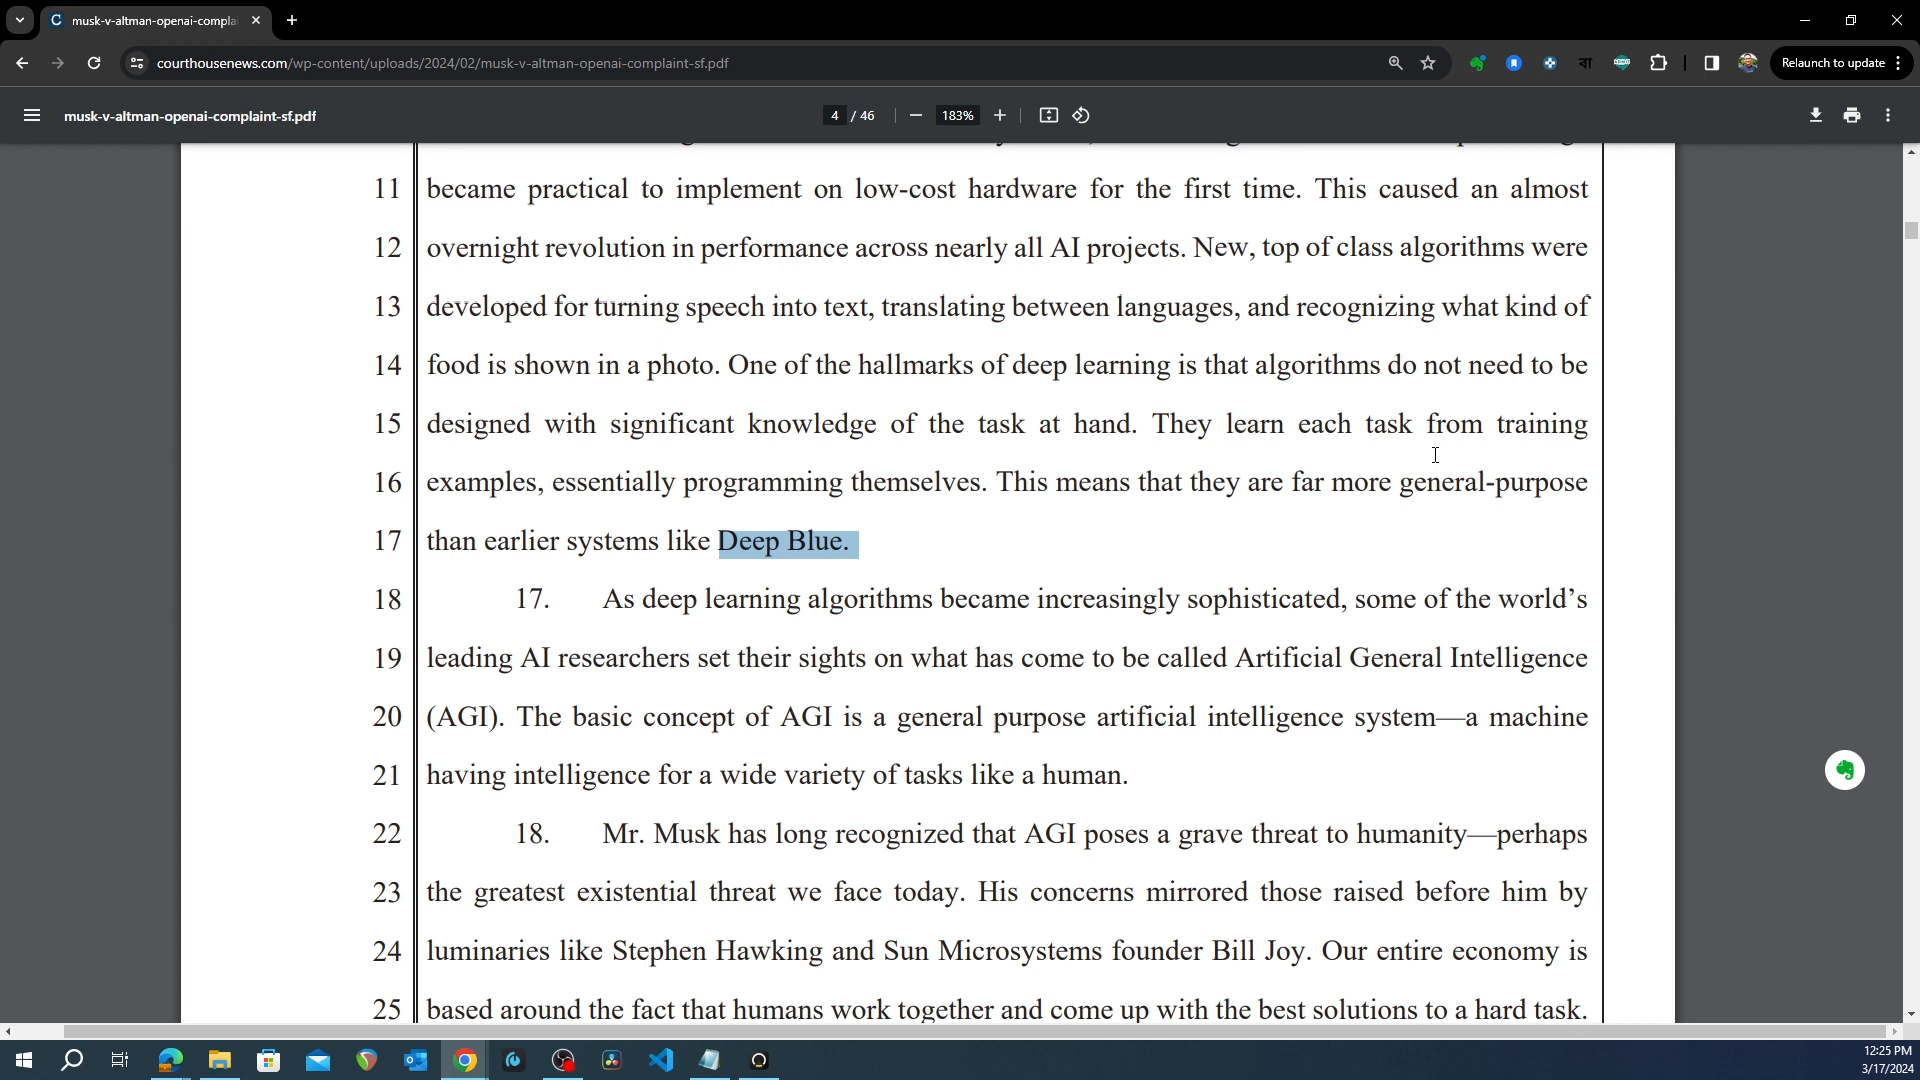 musk-v-altman-openai-compla
courthousenews.com/wp-content/uploads/2024/02/musk-v-altman-openai-complaint-sf.pdf
Relaunch to update
musk-v-altman-openai-complaint-sf.pdf
4 / 46
183%
11 became practical to implement on low-cost hardware for the first time. This caused an almost
12 overnight revolution in performance across nearly all AI projects. New, top of class algorithms were
13 developed for turning speech into text, translating between languages, and recognizing what kind of
14 food is shown in a photo. One of the hallmarks of deep learning is that algorithms do not need to be
15 designed with significant knowledge of the task at hand. They learn each task from training
16 examples, essentially programming themselves. This means that they are far more general-purpose
17 than earlier systems like Deep Blue.
18 17. As deep learning algorithms became increasingly sophisticated, some of the world’s
19 leading AI researchers set their sights on what has come to be called Artificial General Intelligence
20 (AGI). The basic concept of AGI is a general purpose artificial intelligence system—a machine
21 having intelligence for a wide variety of tasks like a human.
22 18. Mr. Musk has long recognized that AGI poses a grave threat to humanity—perhaps
23 the greatest existential threat we face today. His concerns mirrored those raised before him by
24 luminaries like Stephen Hawking and Sun Microsystems founder Bill Joy. Our entire economy is
25 based around the fact that humans work together and come up with the best solutions to a hard task.
12:25 PM
3/17/2024